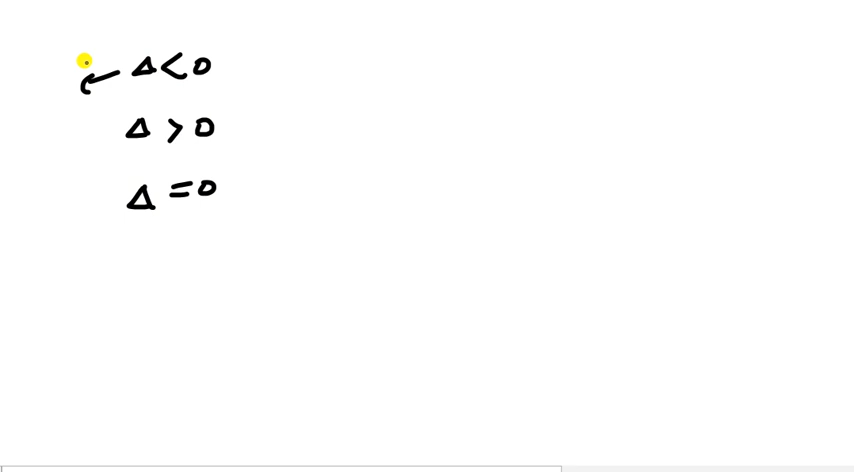 Δ < 0
Δ > 0
Δ = 0